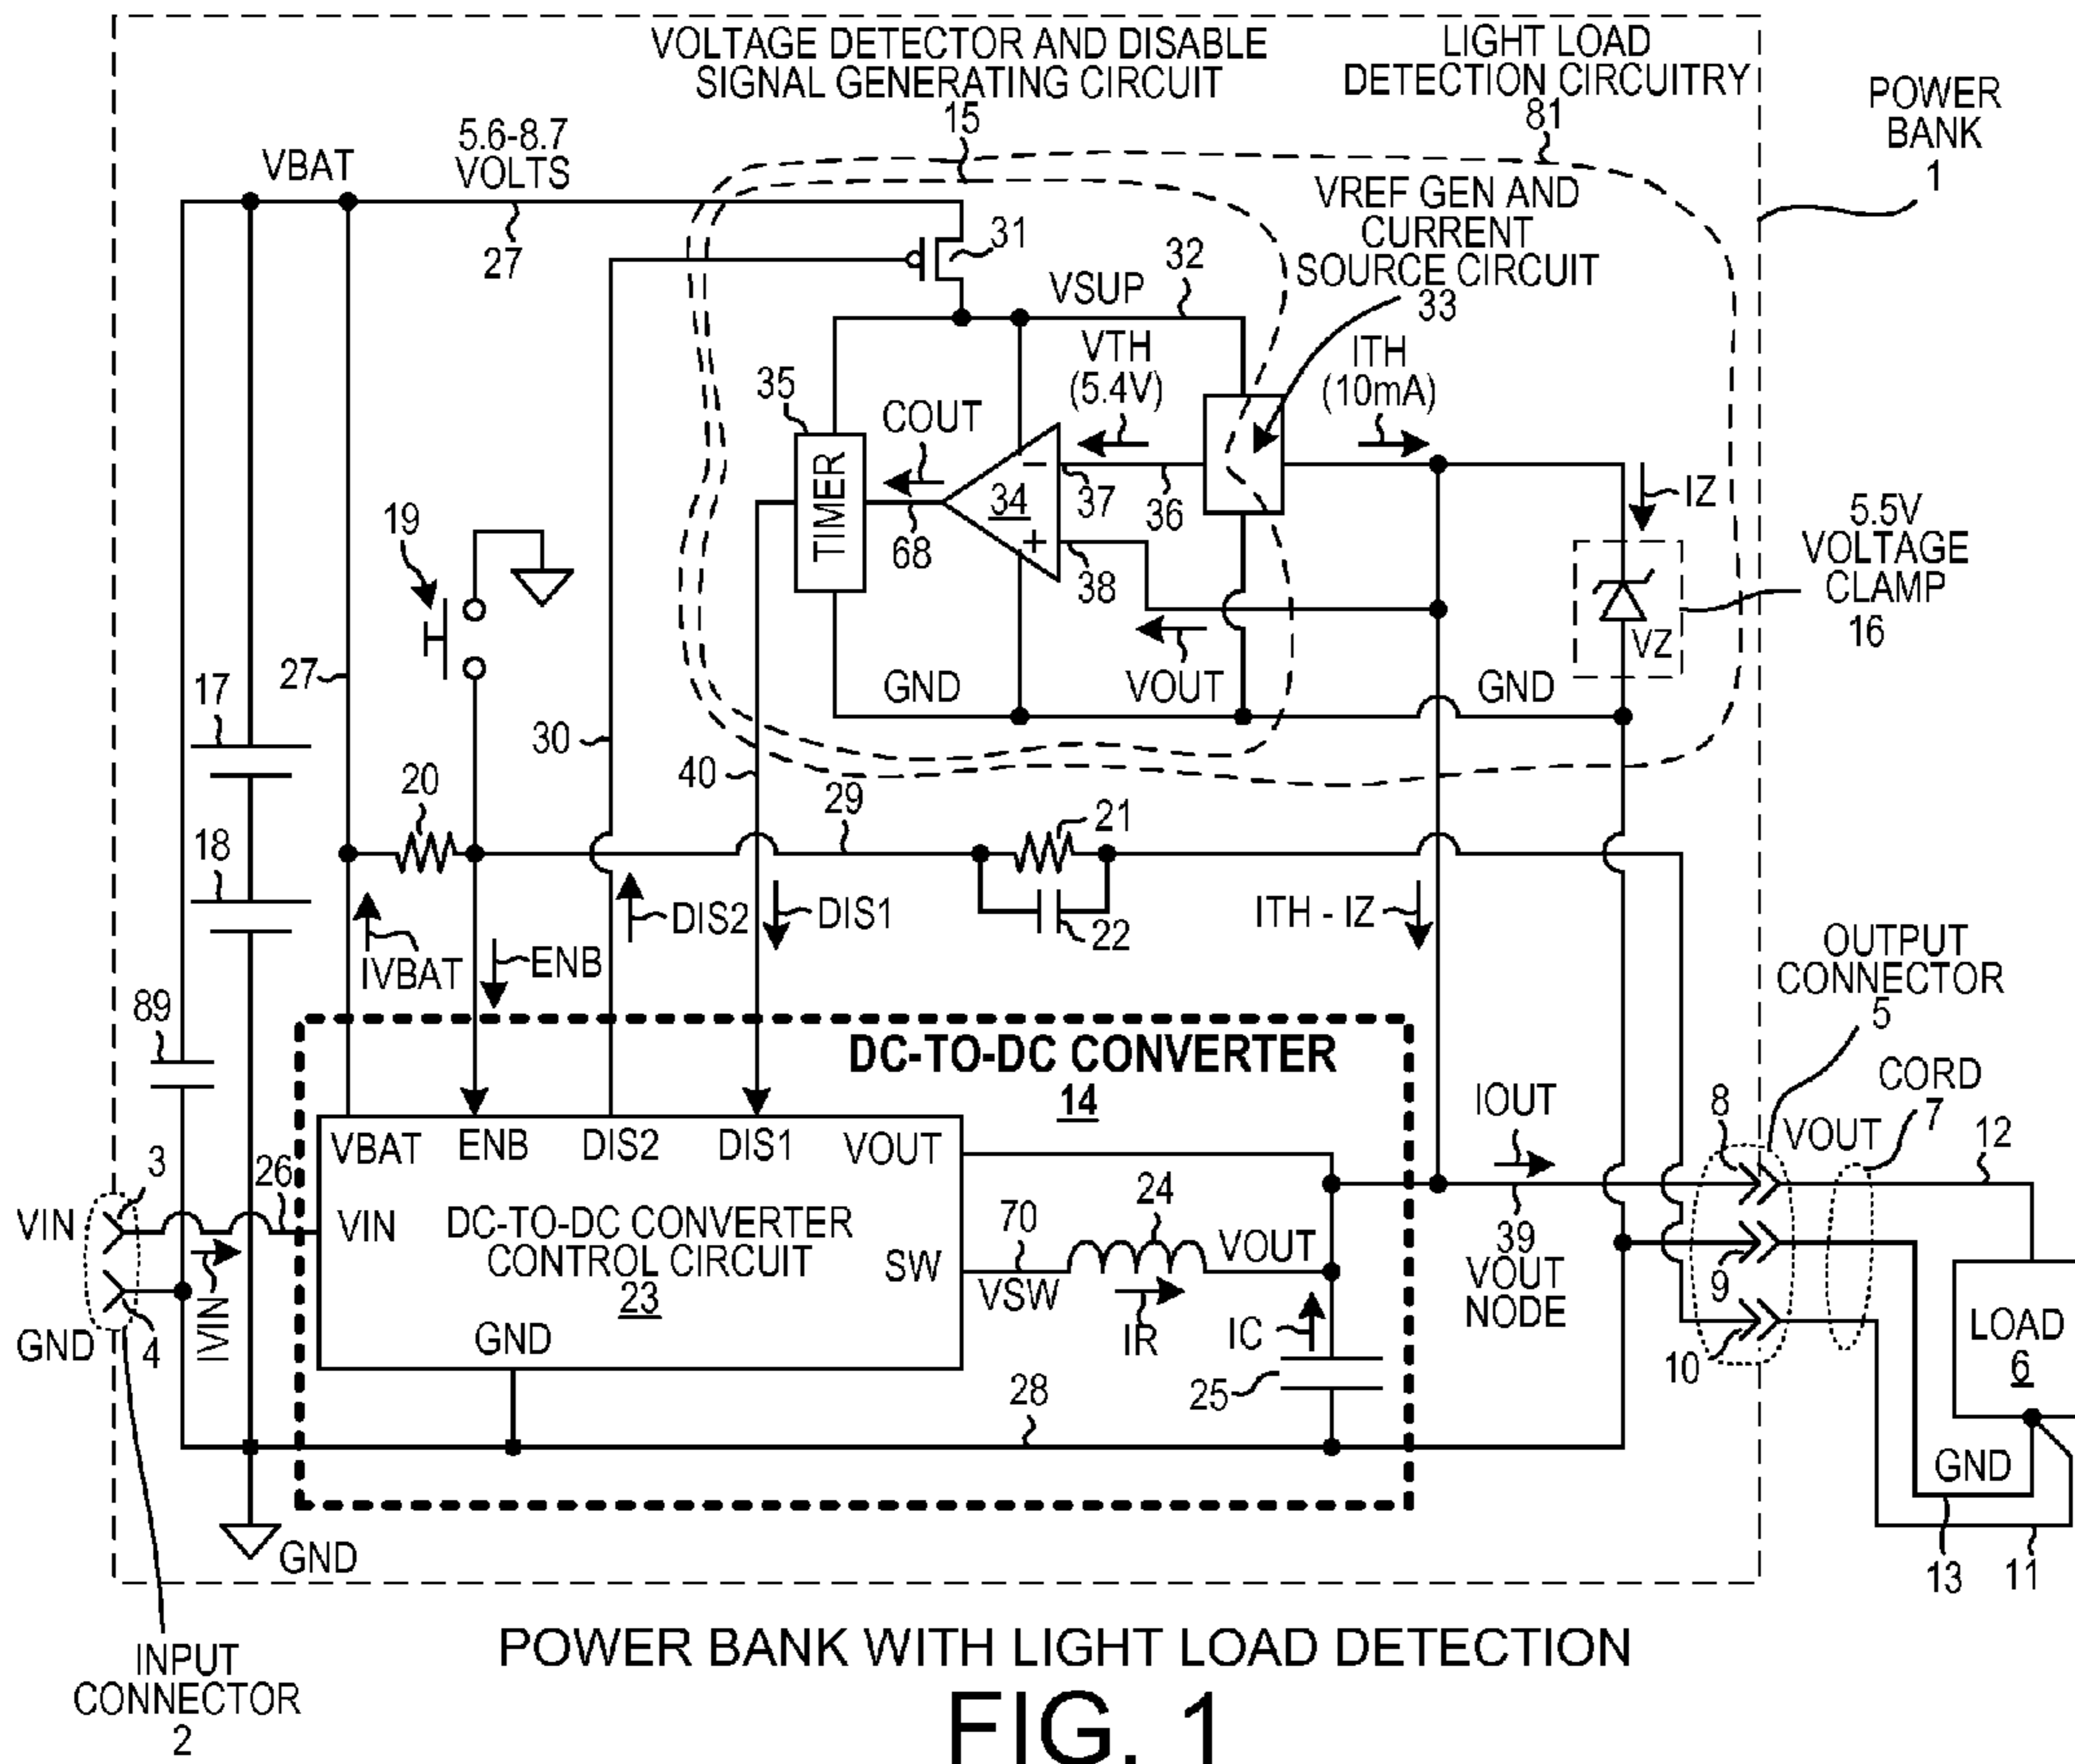 VOLTAGE DETECTOR AND DISABLE
SIGNAL GENERATING CIRCUIT
15
LIGHT LOAD
DETECTION CIRCUITRY
81
POWER
BANK
1
VBAT
5.6-8.7
VOLTS
27
31
VREF GEN AND
CURRENT
SOURCE CIRCUIT
33
VSUP
32
VTH
(5.4V)
ITH
(10mA)
35
COUT
TIMER
34
−
+
37
36
68
38
IZ
5.5V
VOLTAGE
CLAMP
16
VZ
19
27
17
30
GND
VOUT
GND
40
20
29
21
18
22
IVBAT
ENB
DIS2
DIS1
ITH - IZ
OUTPUT
CONNECTOR
5
89
DC-TO-DC CONVERTER
14
CORD
7
IOUT
8
VOUT
12
3
26
VBAT
ENB
DIS2
DIS1
VOUT
VIN
VIN
DC-TO-DC CONVERTER
CONTROL CIRCUIT
23
SW
70
VSW
24
VOUT
IR
39
VOUT
NODE
9
LOAD
6
GND
4
IVIN
GND
IC
25
10
28
GND
GND
13
11
INPUT
CONNECTOR
2
POWER BANK WITH LIGHT LOAD DETECTION
FIG. 1